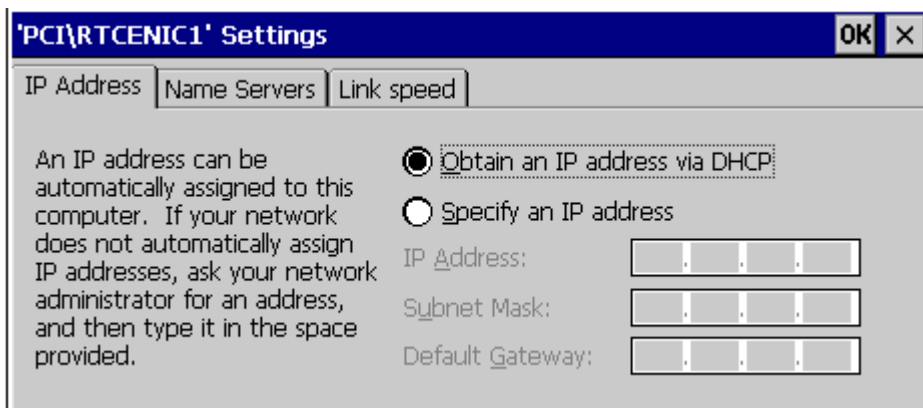 'PCI\RTCENIC1' Settings OK ×
IP Address Name Servers Link speed
An IP address can be
automatically assigned to this
computer. If your network
does not automatically assign
IP addresses, ask your network
administrator for an address,
and then type it in the space
provided.
Obtain an IP address via DHCP
Specify an IP address
IP Address:
Subnet Mask:
Default Gateway: